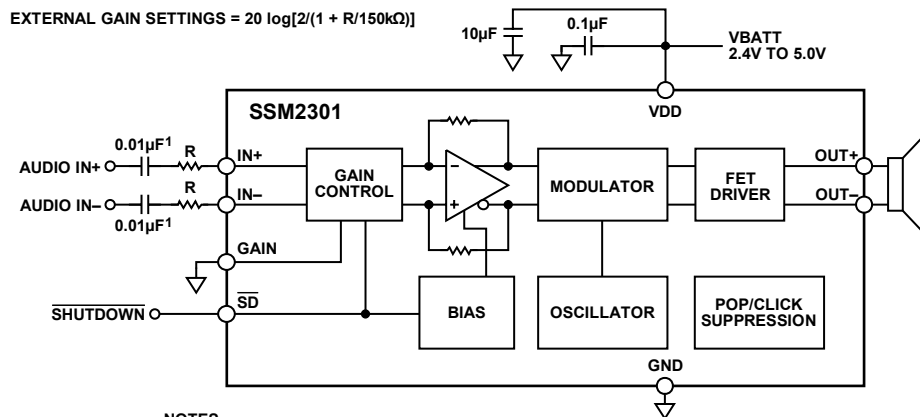 EXTERNAL GAIN SETTINGS = 20 log[2/(1 + R/150kΩ)]
10µF
0.1µF
VBATT
2.4V TO 5.0V
VDD
SSM2301
0.01µF1
AUDIO IN+
R
IN+
GAIN
CONTROL
MODULATOR
FET
DRIVER
OUT+
AUDIO IN–
R
IN–
0.01µF1
OUT–
GAIN
SHUTDOWN
SD
BIAS
OSCILLATOR
POP/CLICK
SUPPRESSION
GND